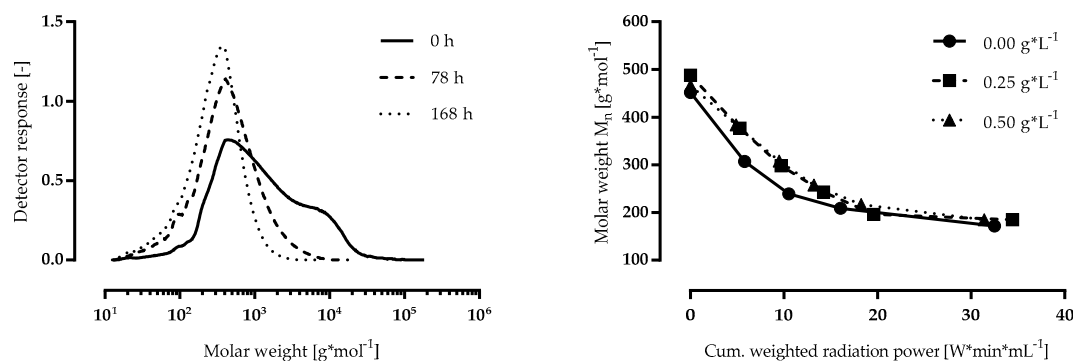 1.5
1.0
0.5
0.0
Detector response [-]
0 h
78 h
168 h
10¹ 10² 10³ 10⁴ 10⁵ 10⁶
Molar weight [g*mol⁻¹]
600
500
400
300
200
100
Molar weight Mₙ [g*mol⁻¹]
0.00 g*L⁻¹
0.25 g*L⁻¹
0.50 g*L⁻¹
0 10 20 30 40
Cum. weighted radiation power [W*min*mL⁻¹]